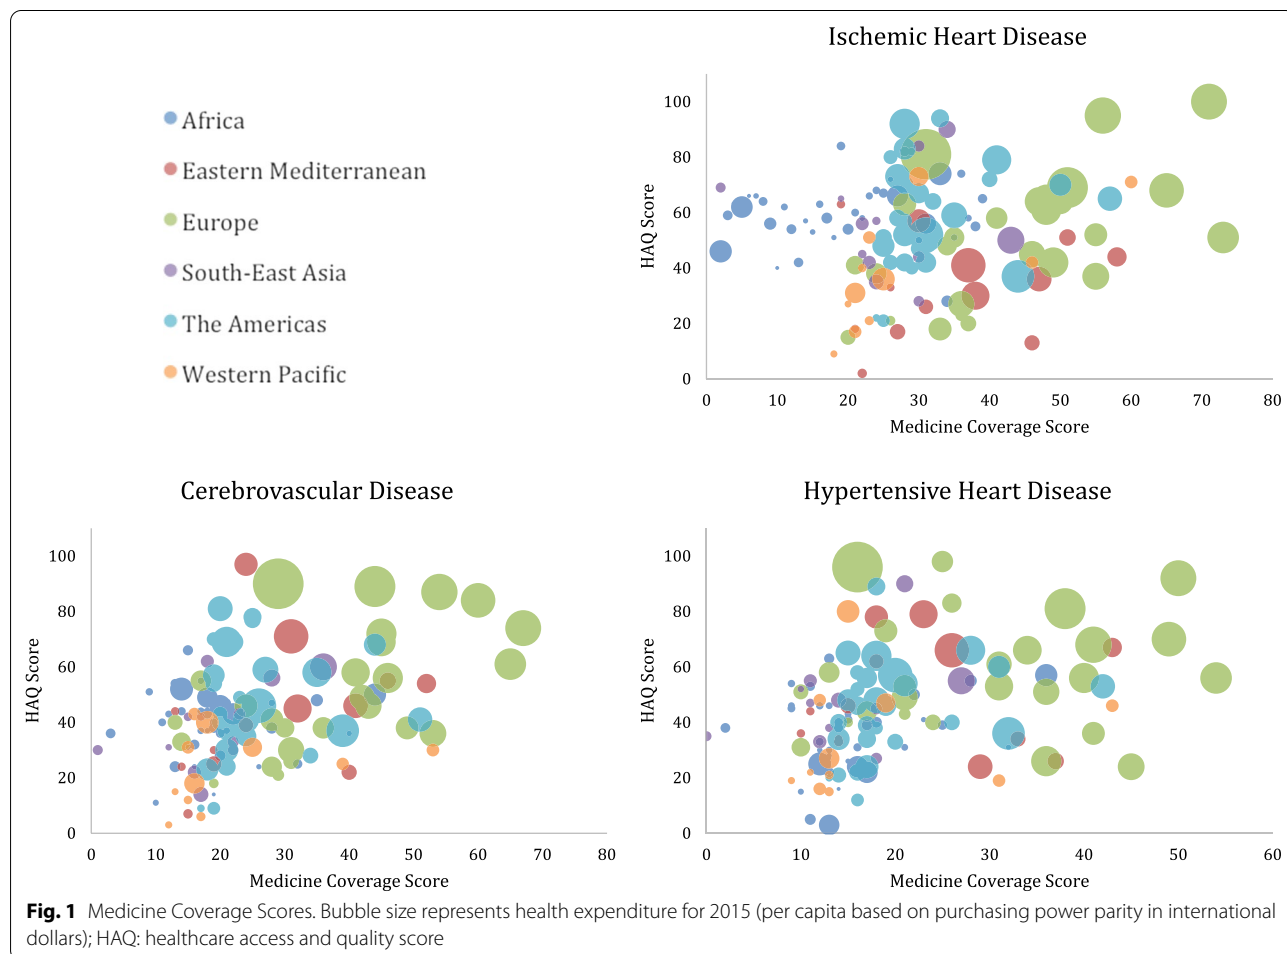 Ischemic Heart Disease
Africa
Eastern Mediterranean
Europe
South-East Asia
The Americas
Western Pacific
HAQ Score
100
80
60
40
20
0
0 10 20 30 40 50 60 70 80
Medicine Coverage Score
Cerebrovascular Disease
HAQ Score
100
80
60
40
20
0
0 10 20 30 40 50 60 70 80
Medicine Coverage Score
Hypertensive Heart Disease
HAQ Score
100
80
60
40
20
0
0 10 20 30 40 50 60
Medicine Coverage Score
Fig. 1 Medicine Coverage Scores. Bubble size represents health expenditure for 2015 (per capita based on purchasing power parity in international
dollars); HAQ: healthcare access and quality score